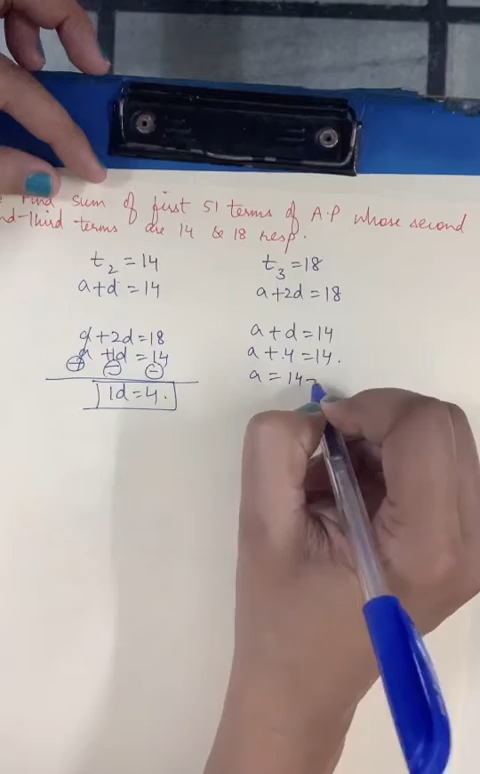 Find sum of first 51 terms of A.P whose second
nd-third terms are 14 & 18 resp.
t₂ = 14
a+d = 14
t₃ = 18
a+2d = 18
a+2d = 18
a +1d = 14
1d = 4.
a + d = 14
a + 4 = 14.
a = 14-